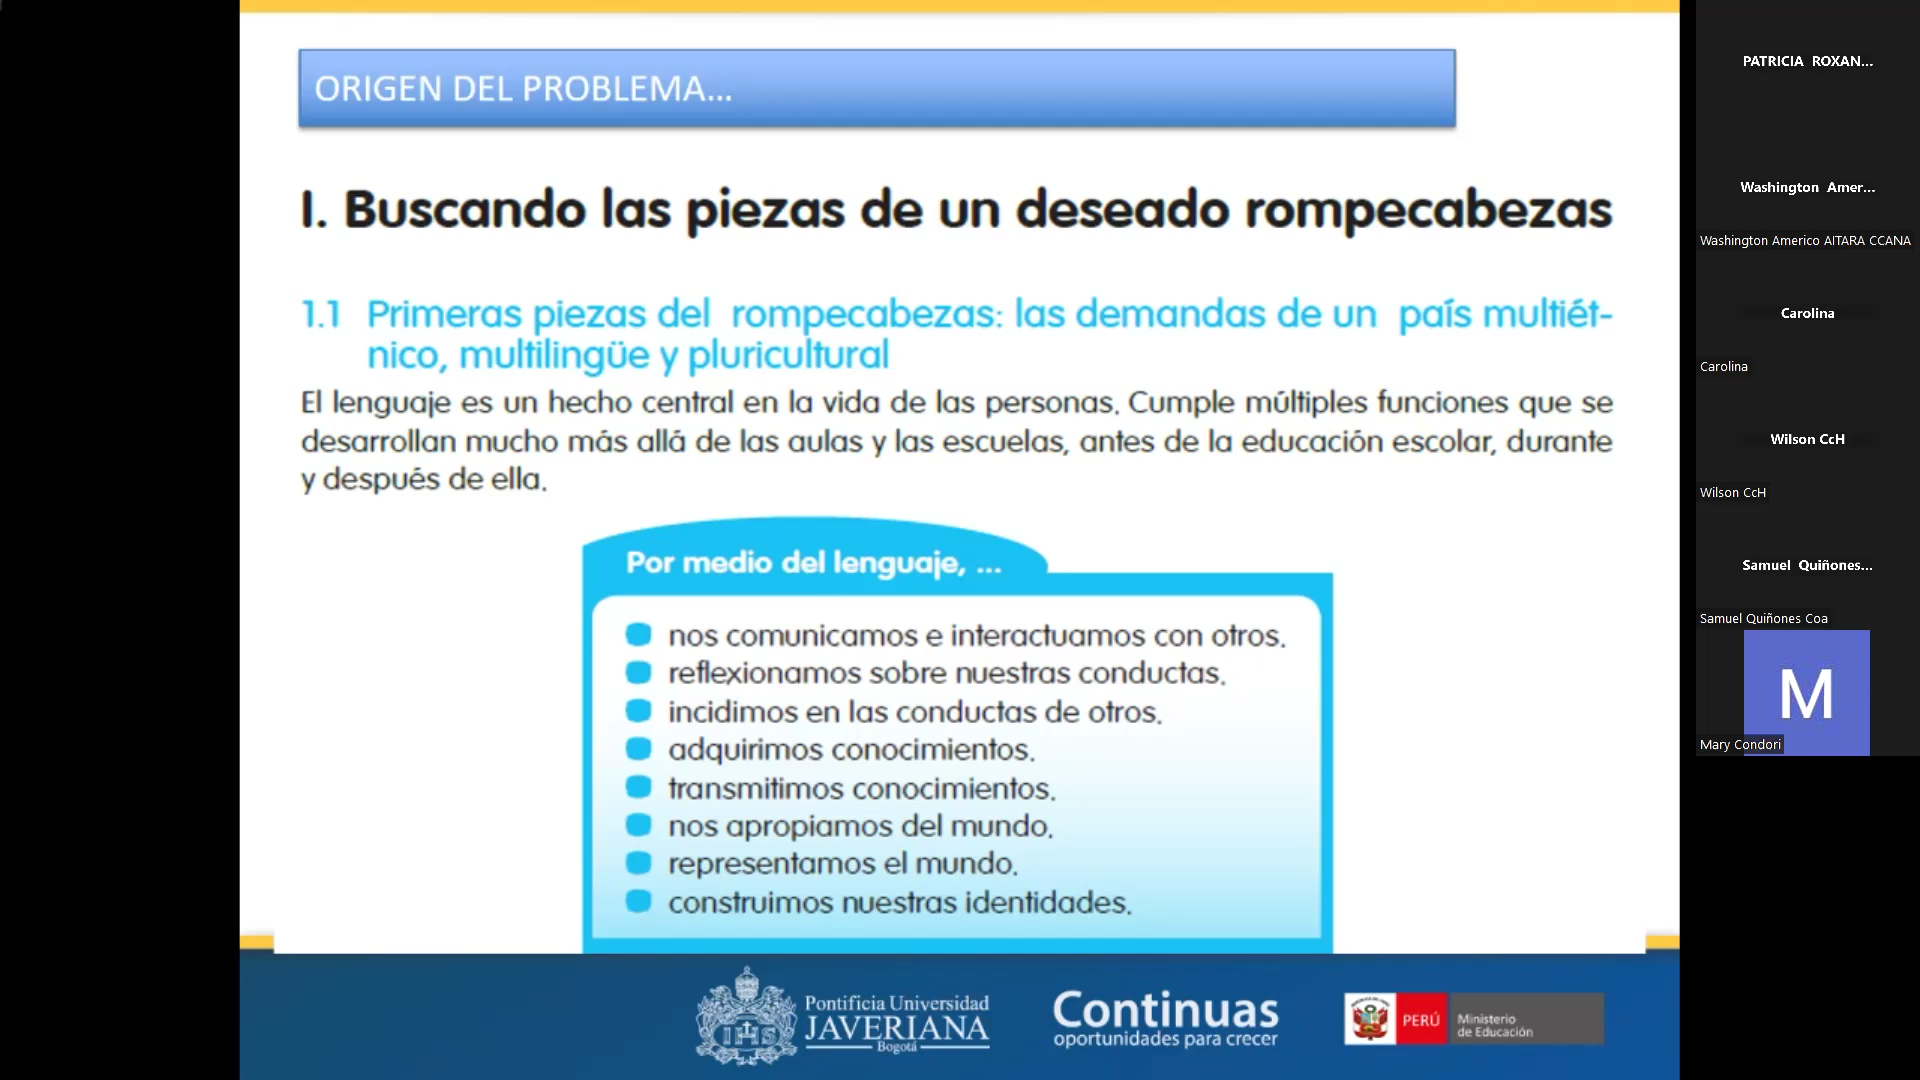 ORIGEN DEL PROBLEMA...
I. Buscando las piezas de un deseado rompecabezas
1.1 Primeras piezas del rompecabezas: las demandas de un país multiét-
nico, multilingüe y pluricultural
El lenguaje es un hecho central en la vida de las personas. Cumple múltiples funciones que se
desarrollan mucho más allá de las aulas y las escuelas, antes de la educación escolar, durante
y después de ella.
Por medio del lenguaje, ...
nos comunicamos e interactuamos con otros.
reflexionamos sobre nuestras conductas.
incidimos en las conductas de otros.
adquirimos conocimientos.
transmitimos conocimientos.
nos apropiamos del mundo.
representamos el mundo.
construimos nuestras identidades.
IHS
Pontificia Universidad
JAVERIANA
Bogotá
Continuas
oportunidades para crecer
PERÚ
Ministerio
de Educación
PATRICIA ROXAN...
Washington Amer...
Washington Americo AITARA CCANA
Carolina
Carolina
Wilson CcH
Wilson CcH
Samuel Quiñones...
Samuel Quiñones Coa
M
Mary Condori